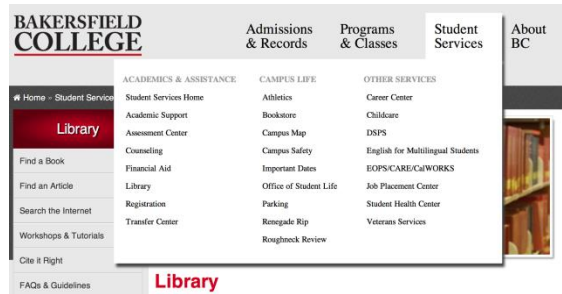 BAKERSFIELD
COLLEGE
Admissions
& Records
Programs
& Classes
Student
Services
About
BC
Home » Student Service
Library
Find a Book
Find an Article
Search the Internet
Workshops & Tutorials
Cite it Right
FAQs & Guidelines
ACADEMICS & ASSISTANCE
Student Services Home
Academic Support
Assessment Center
Counseling
Financial Aid
Library
Registration
Transfer Center
CAMPUS LIFE
Athletics
Bookstore
Campus Map
Campus Safety
Important Dates
Office of Student Life
Parking
Renegade Rip
Roughneck Review
OTHER SERVICES
Career Center
Childcare
DSPS
English for Multilingual Students
EOPS/CARE/CalWORKS
Job Placement Center
Student Health Center
Veterans Services
Library